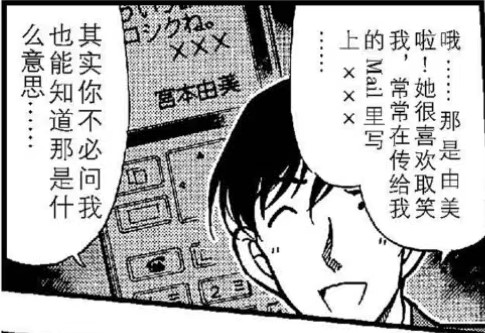 哦……那是由美
啦！她很喜欢取笑
我，常常在传给我
的Mail里写
上×××
……
コシクね。
×××
宮本由美
其实你不必问我
也能知道那是什
么意思……
2